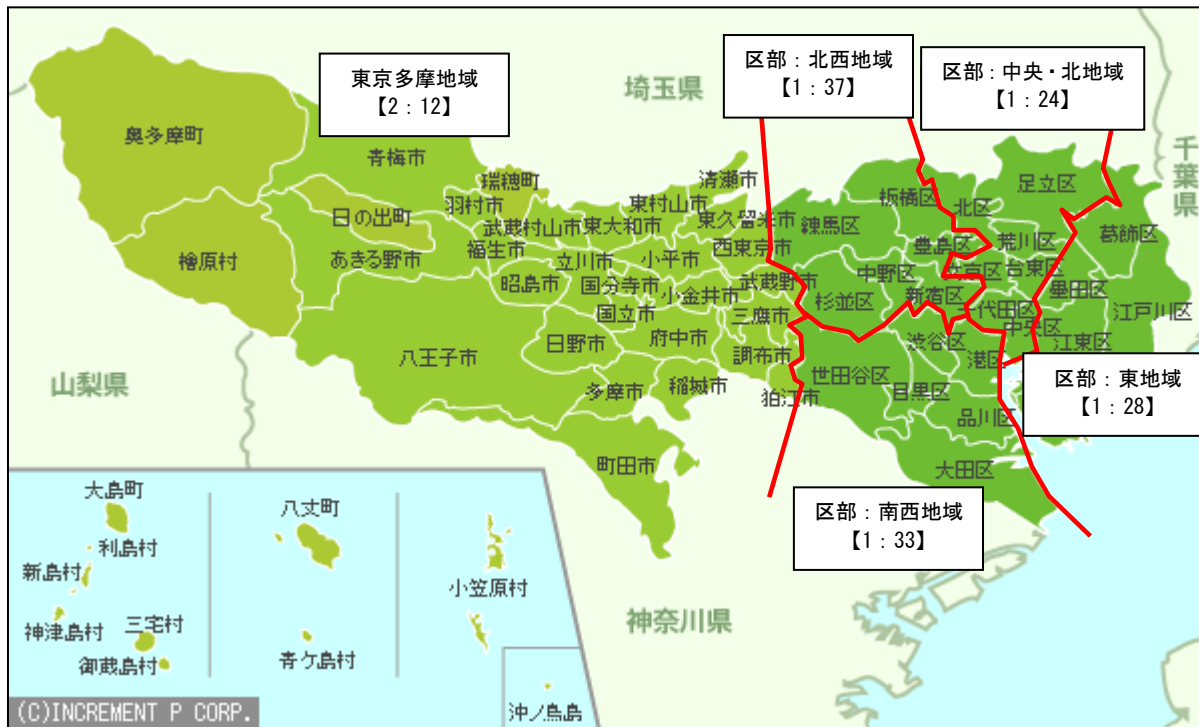 東京多摩地域
【2：12】
区部：北西地域
【1：37】
区部：中央・北地域
【1：24】
埼玉県
千葉県
奥多摩町
青梅市
瑞穂町
清瀬市
羽村市
東村山市
日の出町
武蔵村山市
東大和市
東久留米市
福生市
西東京市
あきる野市
檜原村
立川市
小平市
昭島市
国分寺市
武蔵野市
小金井市
国立市
三鷹市
府中市
八王子市
日野市
調布市
多摩市
稲城市
狛江市
町田市
足立区
板橋区
北区
練馬区
豊島区
荒川区
葛飾区
中野区
文京区
台東区
杉並区
新宿区
墨田区
代田区
江戸川区
中央区
渋谷区
江東区
港区
世田谷区
目黒区
品川区
大田区
区部：東地域
【1：28】
区部：南西地域
【1：33】
山梨県
神奈川県
大島町
利島村
新島村
神津島村
三宅村
御蔵島村
八丈町
青ケ島村
小笠原村
沖ノ鳥島
(C)INCREMENT P CORP.